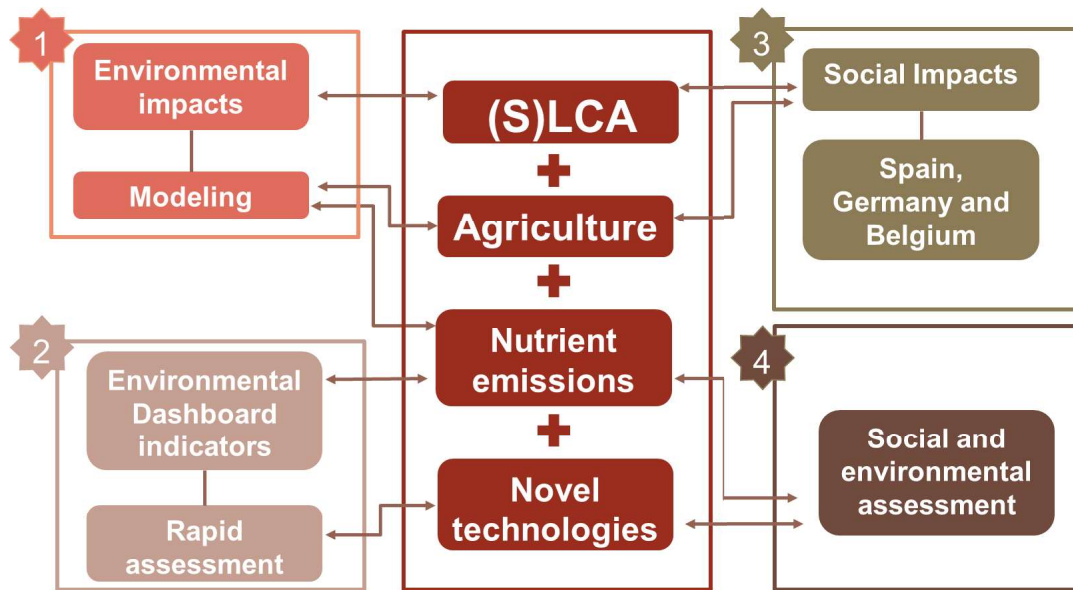 1
Environmental
impacts
Modeling
2
Environmental
Dashboard
indicators
Rapid
assessment
(S)LCA
+
Agriculture
+
Nutrient
emissions
+
Novel
technologies
3
Social Impacts
Spain,
Germany and
Belgium
4
Social and
environmental
assessment